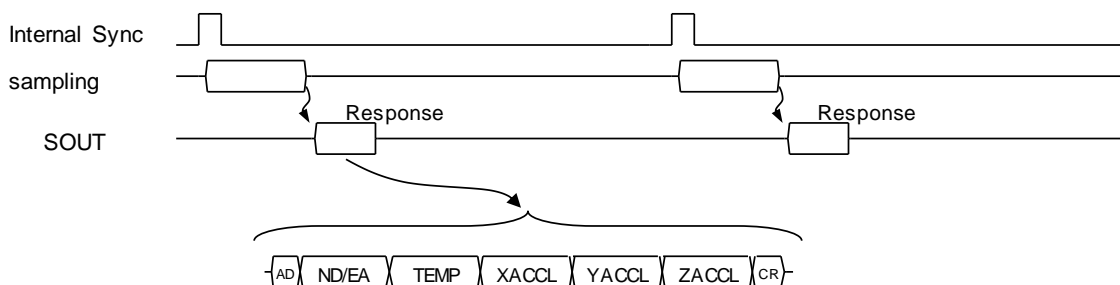 Internal Sync
sampling
Response
Response
SOUT
AD ND/EA TEMP XACCL YACCL ZACCL CR